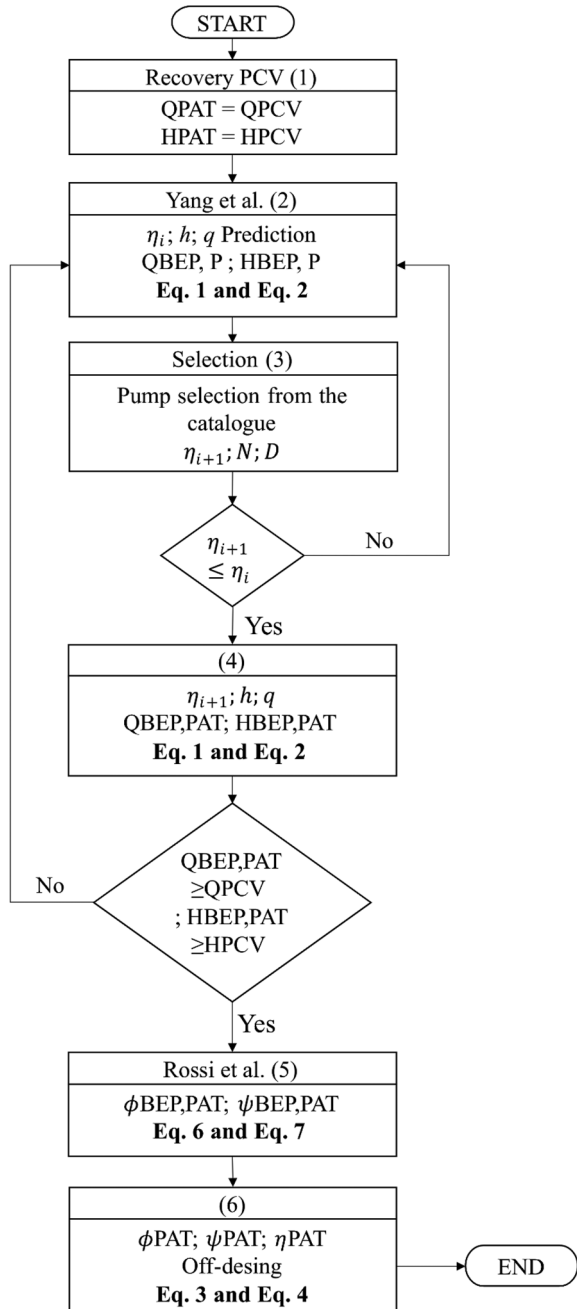 START
Recovery PCV (1)
QPAT = QPCV
HPAT = HPCV
Yang et al. (2)
𝜂𝑖; ℎ; 𝑞 Prediction
QBEP, P ; HBEP, P
Eq. 1 and Eq. 2
Selection (3)
Pump selection from the
catalogue
𝜂𝑖+1; 𝑁; 𝐷
𝜂𝑖+1
≤ 𝜂𝑖
No
Yes
(4)
𝜂𝑖+1; ℎ; 𝑞
QBEP,PAT; HBEP,PAT
Eq. 1 and Eq. 2
QBEP,PAT
≥QPCV
; HBEP,PAT
≥HPCV
No
Yes
Rossi et al. (5)
𝜙BEP,PAT; 𝜓BEP,PAT
Eq. 6 and Eq. 7
(6)
𝜙PAT; 𝜓PAT; 𝜂PAT
Off-desing
Eq. 3 and Eq. 4
END